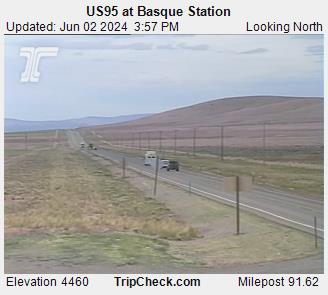 US95 at Basque Station
Updated: Jun 02 2024 3:57 PM Looking North
Elevation 4460 TripCheck.com Milepost 91.62